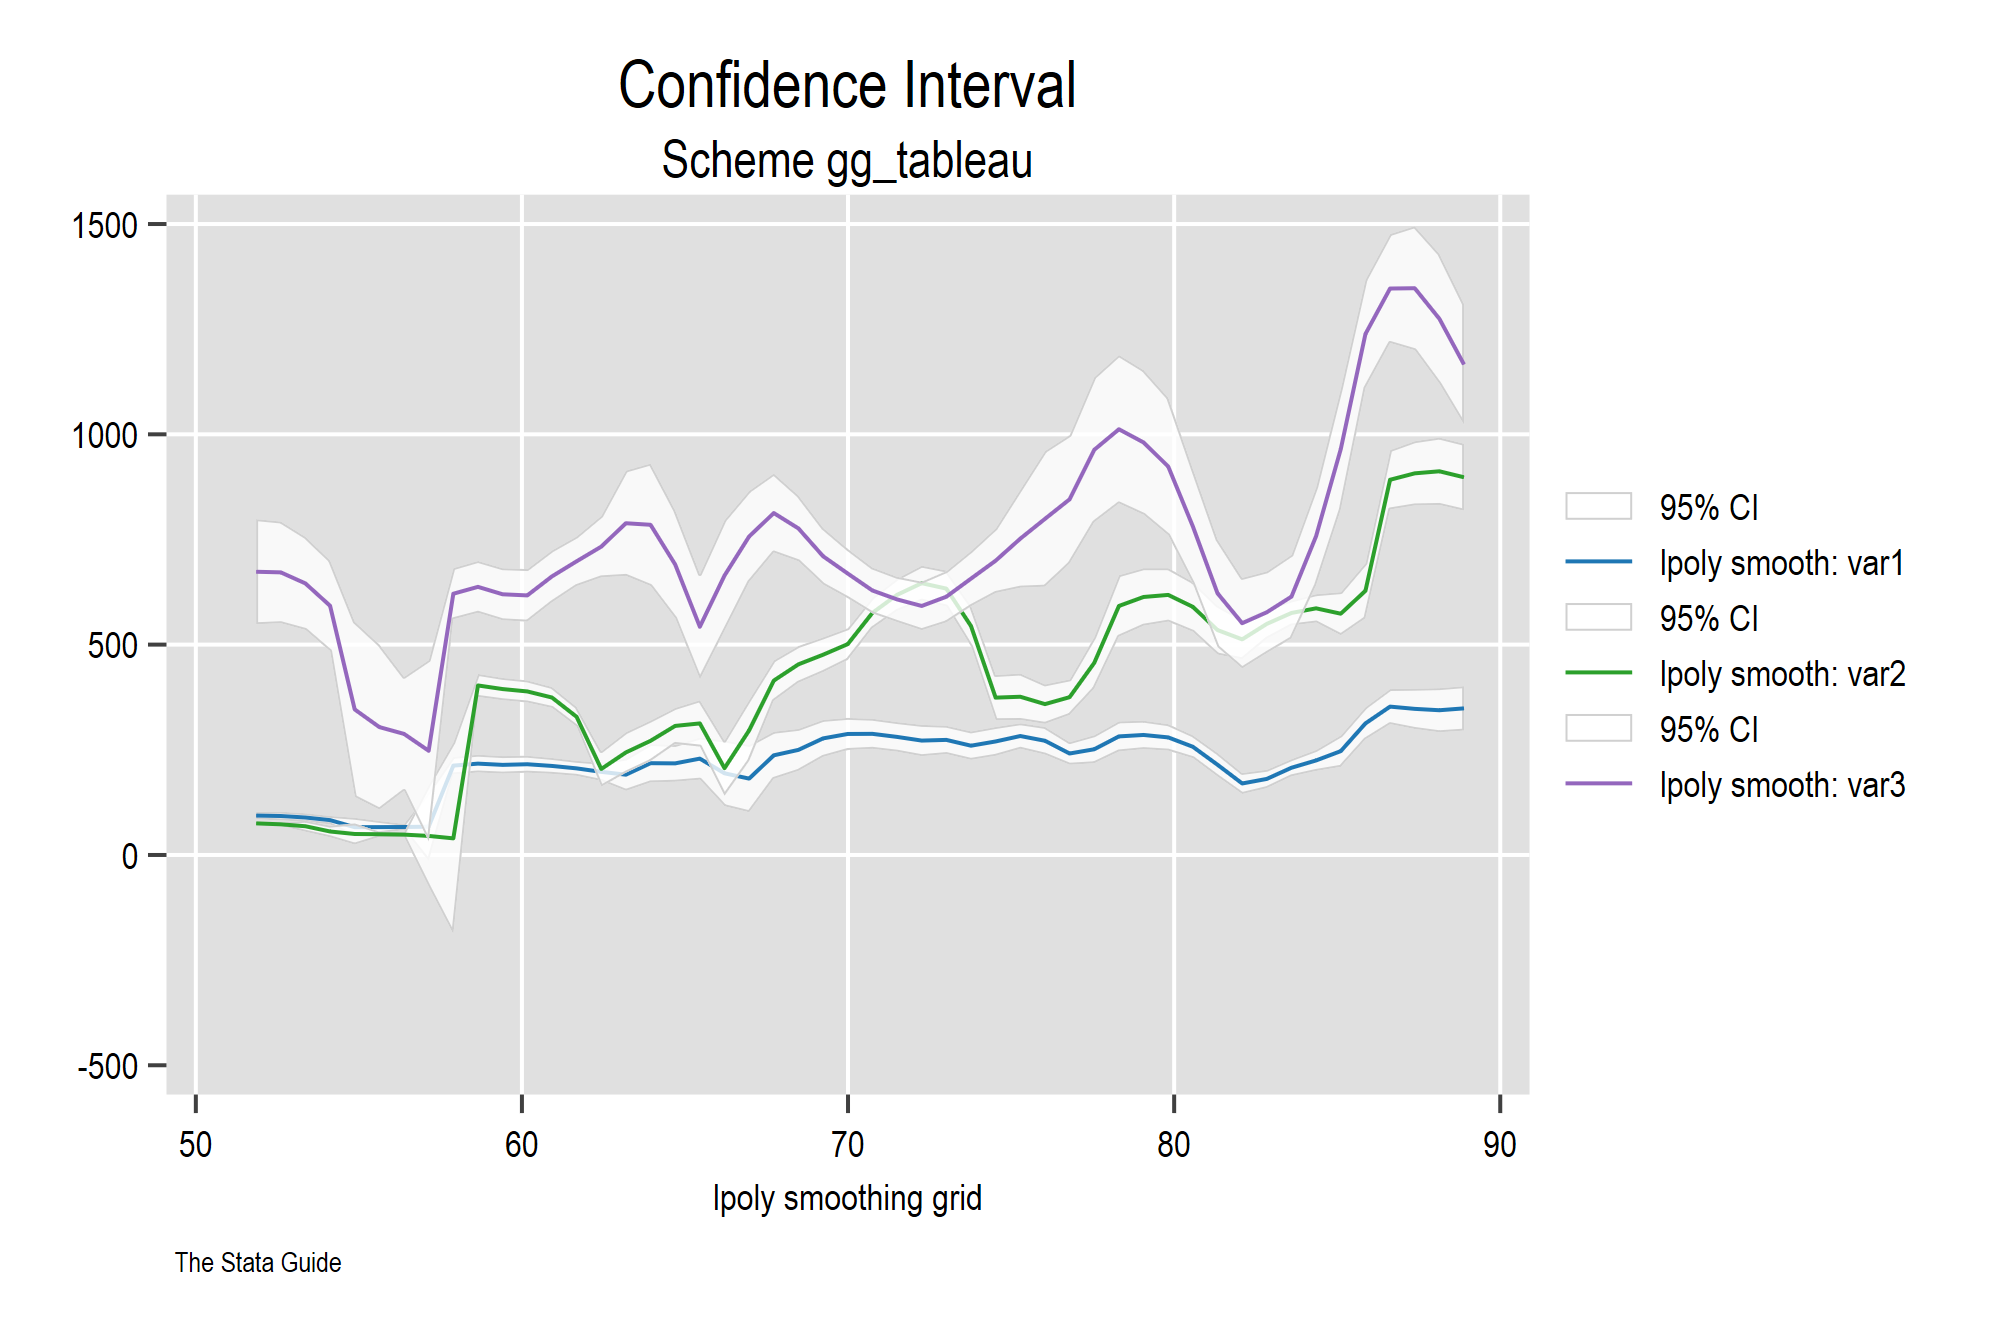 Confidence Interval
Scheme gg_tableau
1500
1000
500
0
-500
50 60 70 80 90
lpoly smoothing grid
95% CI
lpoly smooth: var1
95% CI
lpoly smooth: var2
95% CI
lpoly smooth: var3
The Stata Guide